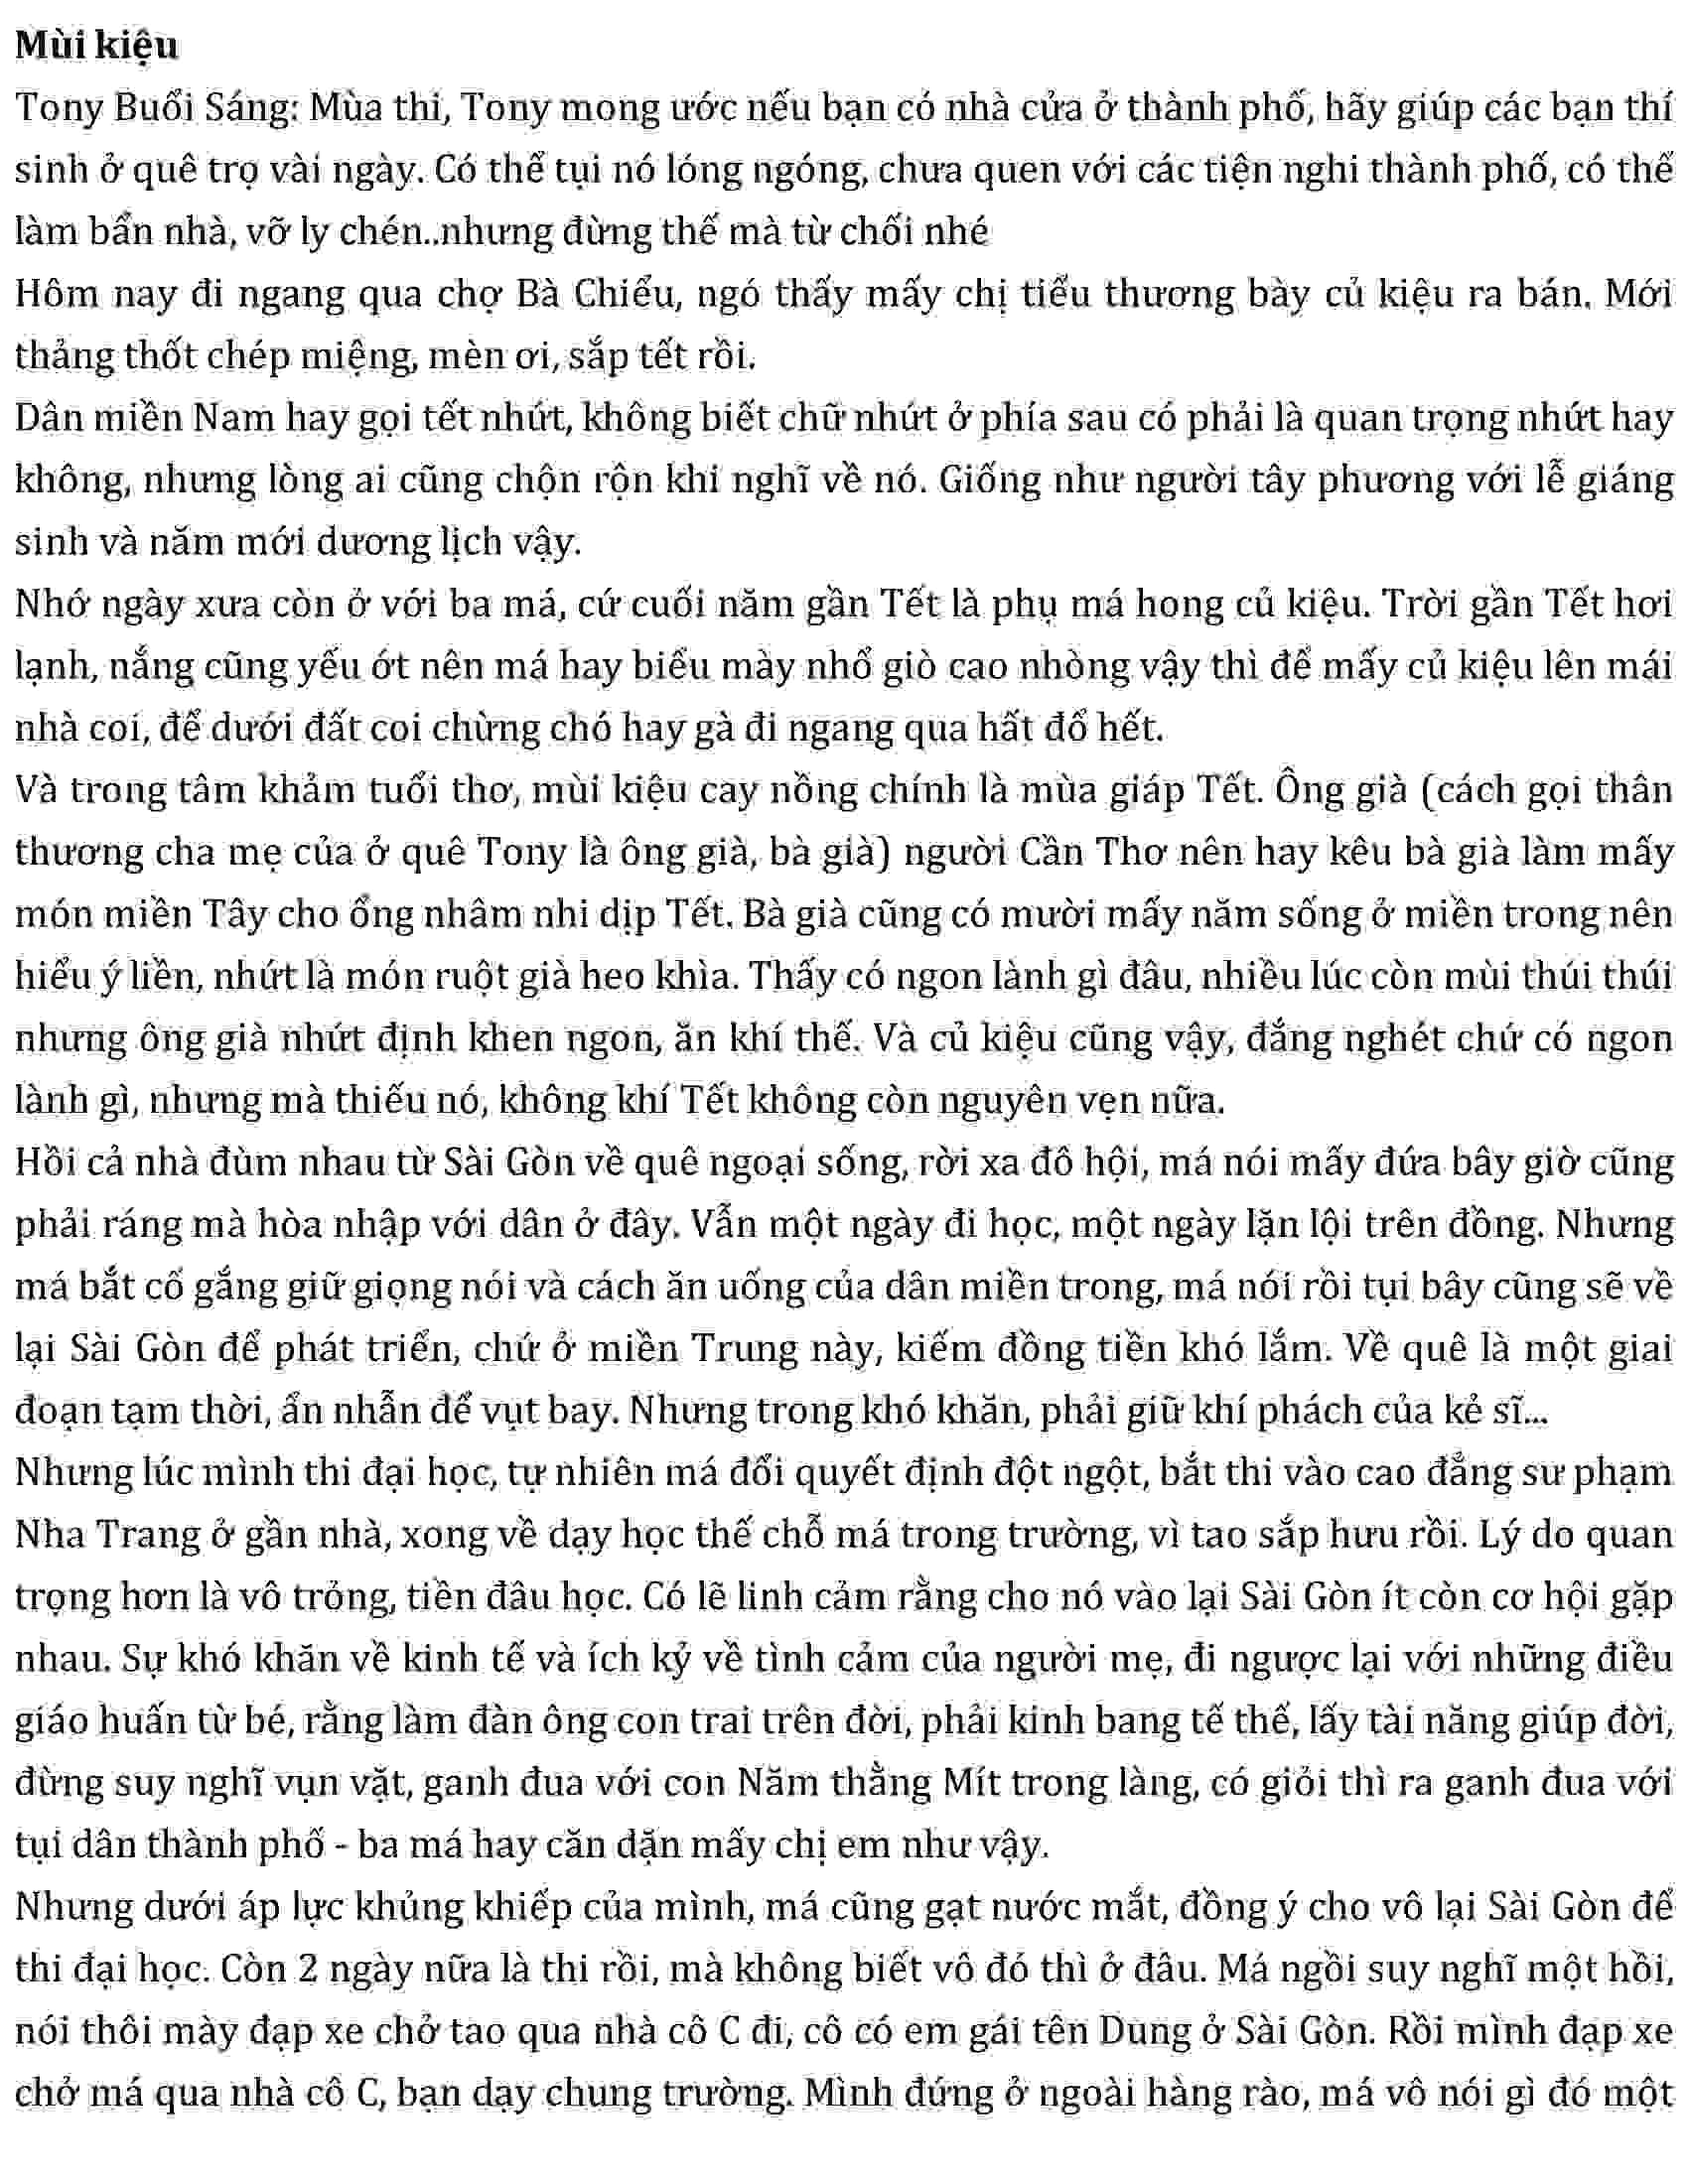 Mùi kiệu
Tony Buổi Sáng: Mùa thi, Tony mong ước nếu bạn có nhà cửa ở thành phố, hãy giúp các bạn thí
sinh ở quê trọ vài ngày. Có thể tụi nó lóng ngóng, chưa quen với các tiện nghi thành phố, có thể
làm bẩn nhà, vỡ ly chén..nhưng đừng thế mà từ chối nhé
Hôm nay đi ngang qua chợ Bà Chiểu, ngó thấy mấy chị tiểu thương bày củ kiệu ra bán. Mới
thảng thốt chép miệng, mèn ơi, sắp tết rồi.
Dân miền Nam hay gọi tết nhứt, không biết chữ nhứt ở phía sau có phải là quan trọng nhứt hay
không, nhưng lòng ai cũng chộn rộn khi nghĩ về nó. Giống như người tây phương với lễ giáng
sinh và năm mới dương lịch vậy.
Nhớ ngày xưa còn ở với ba má, cứ cuối năm gần Tết là phụ má hong củ kiệu. Trời gần Tết hơi
lạnh, nắng cũng yếu ớt nên má hay biểu mày nhổ giò cao nhòng vậy thì để mấy củ kiệu lên mái
nhà coi, để dưới đất coi chừng chó hay gà đi ngang qua hất đổ hết.
Và trong tâm khảm tuổi thơ, mùi kiệu cay nồng chính là mùa giáp Tết. Ông già (cách gọi thân
thương cha mẹ của ở quê Tony là ông già, bà già) người Cần Thơ nên hay kêu bà già làm mấy
món miền Tây cho ổng nhâm nhi dịp Tết. Bà già cũng có mười mấy năm sống ở miền trong nên
hiểu ý liền, nhứt là món ruột già heo khìa. Thấy có ngon lành gì đâu, nhiều lúc còn mùi thúi thúi
nhưng ông già nhứt định khen ngon, ăn khí thế. Và củ kiệu cũng vậy, đắng nghét chứ có ngon
lành gì, nhưng mà thiếu nó, không khí Tết không còn nguyên vẹn nữa.
Hồi cả nhà đùm nhau từ Sài Gòn về quê ngoại sống, rời xa đô hội, má nói mấy đứa bây giờ cũng
phải ráng mà hòa nhập với dân ở đây. Vẫn một ngày đi học, một ngày lặn lội trên đồng. Nhưng
má bắt cố gắng giữ giọng nói và cách ăn uống của dân miền trong, má nói rồi tụi bây cũng sẽ về
lại Sài Gòn để phát triển, chứ ở miền Trung này, kiếm đồng tiền khó lắm. Về quê là một giai
đoạn tạm thời, ẩn nhẫn để vụt bay. Nhưng trong khó khăn, phải giữ khí phách của kẻ sĩ...
Nhưng lúc mình thi đại học, tự nhiên má đổi quyết định đột ngột, bắt thi vào cao đẳng sư phạm
Nha Trang ở gần nhà, xong về dạy học thế chỗ má trong trường, vì tao sắp hưu rồi. Lý do quan
trọng hơn là vô trỏng, tiền đâu học. Có lẽ linh cảm rằng cho nó vào lại Sài Gòn ít còn cơ hội gặp
nhau. Sự khó khăn về kinh tế và ích kỷ về tình cảm của người mẹ, đi ngược lại với những điều
giáo huấn từ bé, rằng làm đàn ông con trai trên đời, phải kinh bang tế thế, lấy tài năng giúp đời,
đừng suy nghĩ vụn vặt, ganh đua với con Năm thằng Mít trong làng, có giỏi thì ra ganh đua với
tụi dân thành phố - ba má hay căn dặn mấy chị em như vậy.
Nhưng dưới áp lực khủng khiếp của mình, má cũng gạt nước mắt, đồng ý cho vô lại Sài Gòn để
thi đại học. Còn 2 ngày nữa là thi rồi, mà không biết vô đó thì ở đâu. Má ngồi suy nghĩ một hồi,
nói thôi mày đạp xe chở tao qua nhà cô C đi, cô có em gái tên Dung ở Sài Gòn. Rồi mình đạp xe
chở má qua nhà cô C, bạn dạy chung trường. Mình đứng ở ngoài hàng rào, má vô nói gì đó một